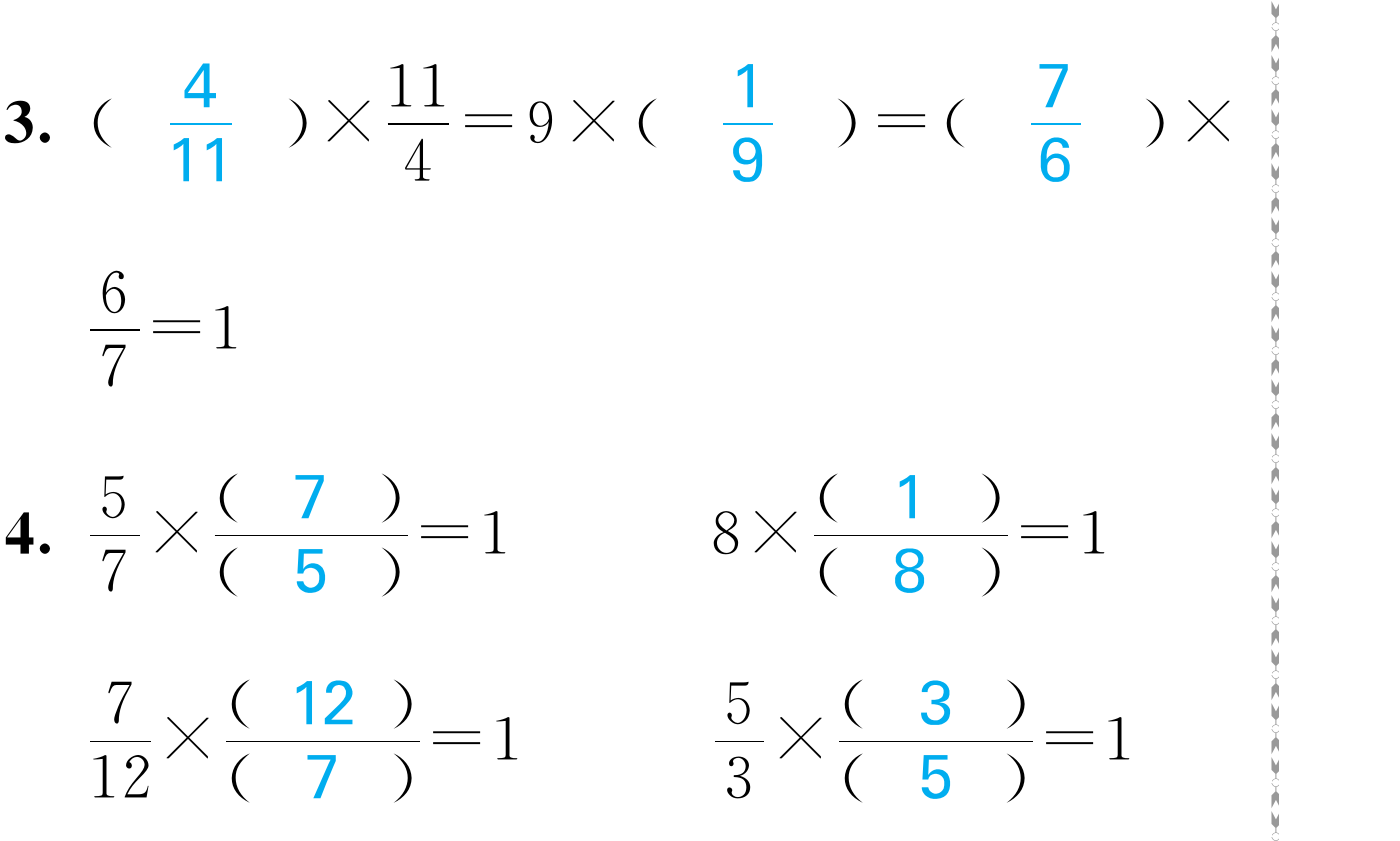 3. ( 4/11 ) × 11/4 = 9 × ( 1/9 ) = ( 7/6 ) ×
6/7 = 1
4. 5/7 × ( 7 )/( 5 ) = 1 8 × ( 1 )/( 8 ) = 1
7/12 × ( 12 )/( 7 ) = 1 5/3 × ( 3 )/( 5 ) = 1